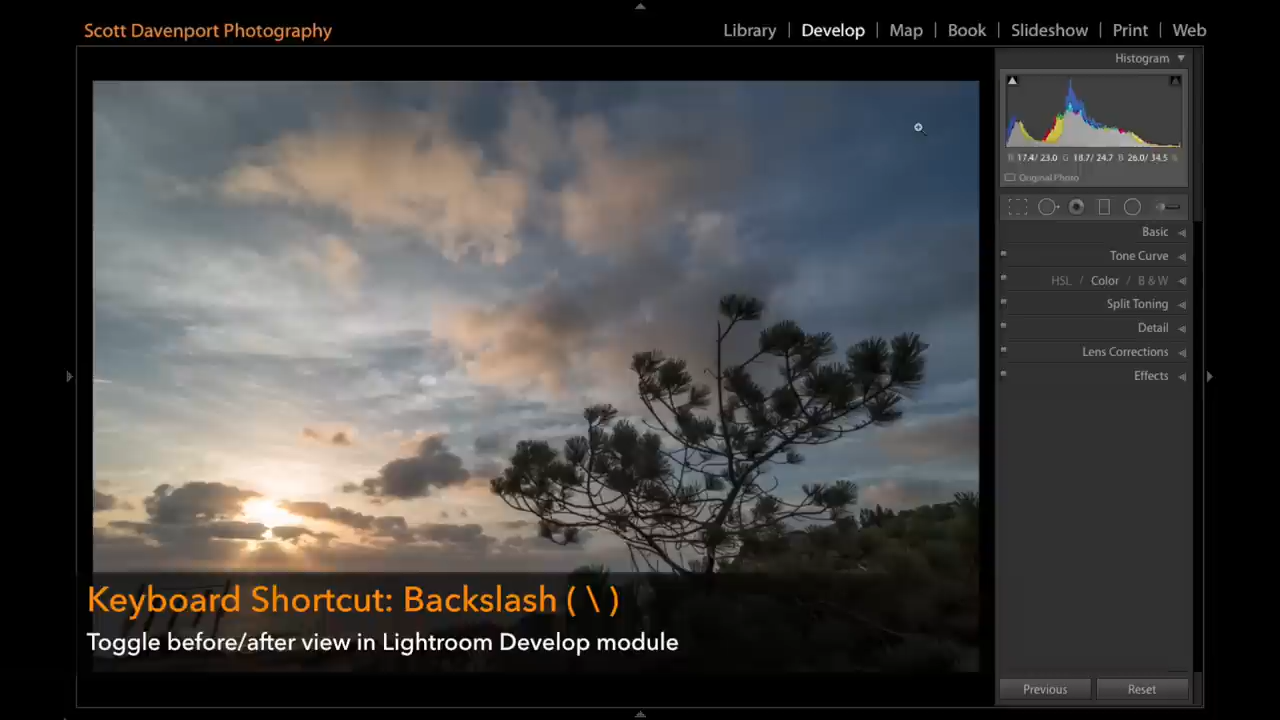 Scott Davenport Photography
Library | Develop | Map | Book | Slideshow | Print | Web
Histogram
R 17.4/ 23.0 G 18.7/ 24.7 B 26.0/ 34.5 %
Original Photo
Basic
Tone Curve
HSL / Color / B & W
Split Toning
Detail
Lens Corrections
Effects
Keyboard Shortcut: Backslash ( \ )
Toggle before/after view in Lightroom Develop module
Previous Reset